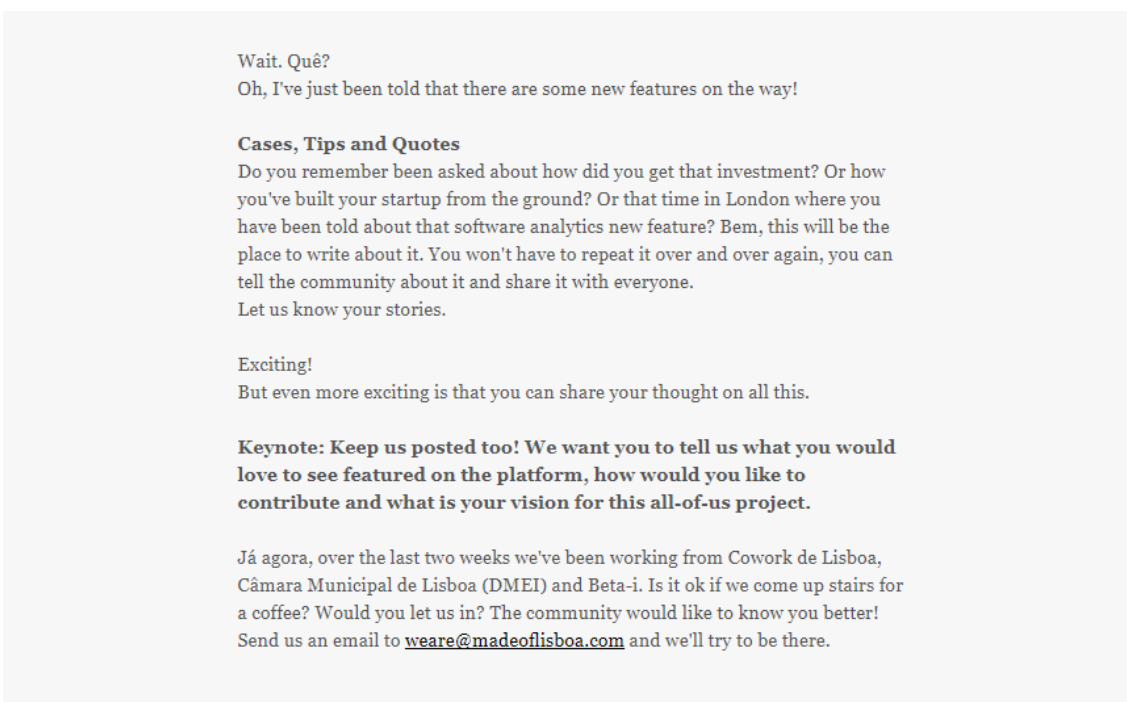 Wait. Quê?
Oh, I've just been told that there are some new features on the way!
Cases, Tips and Quotes
Do you remember been asked about how did you get that investment? Or how
you've built your startup from the ground? Or that time in London where you
have been told about that software analytics new feature? Bem, this will be the
place to write about it. You won't have to repeat it over and over again, you can
tell the community about it and share it with everyone.
Let us know your stories.
Exciting!
But even more exciting is that you can share your thought on all this.
Keynote: Keep us posted too! We want you to tell us what you would
love to see featured on the platform, how would you like to
contribute and what is your vision for this all-of-us project.
Já agora, over the last two weeks we've been working from Cowork de Lisboa,
Câmara Municipal de Lisboa (DMEI) and Beta-i. Is it ok if we come up stairs for
a coffee? Would you let us in? The community would like to know you better!
Send us an email to weare@madeoflisboa.com and we'll try to be there.